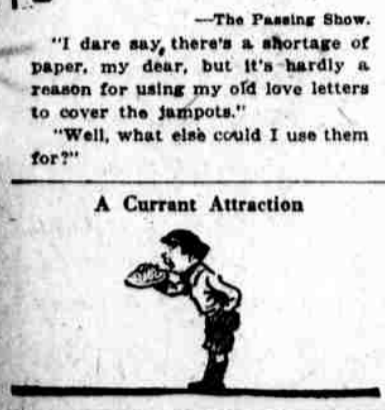 —The Passing Show.
"I dare say, there's a shortage of
paper, my dear, but it's hardly a
reason for using my old love letters
to cover the jampots."
"Well, what else could I use them
for?"
A Currant Attraction